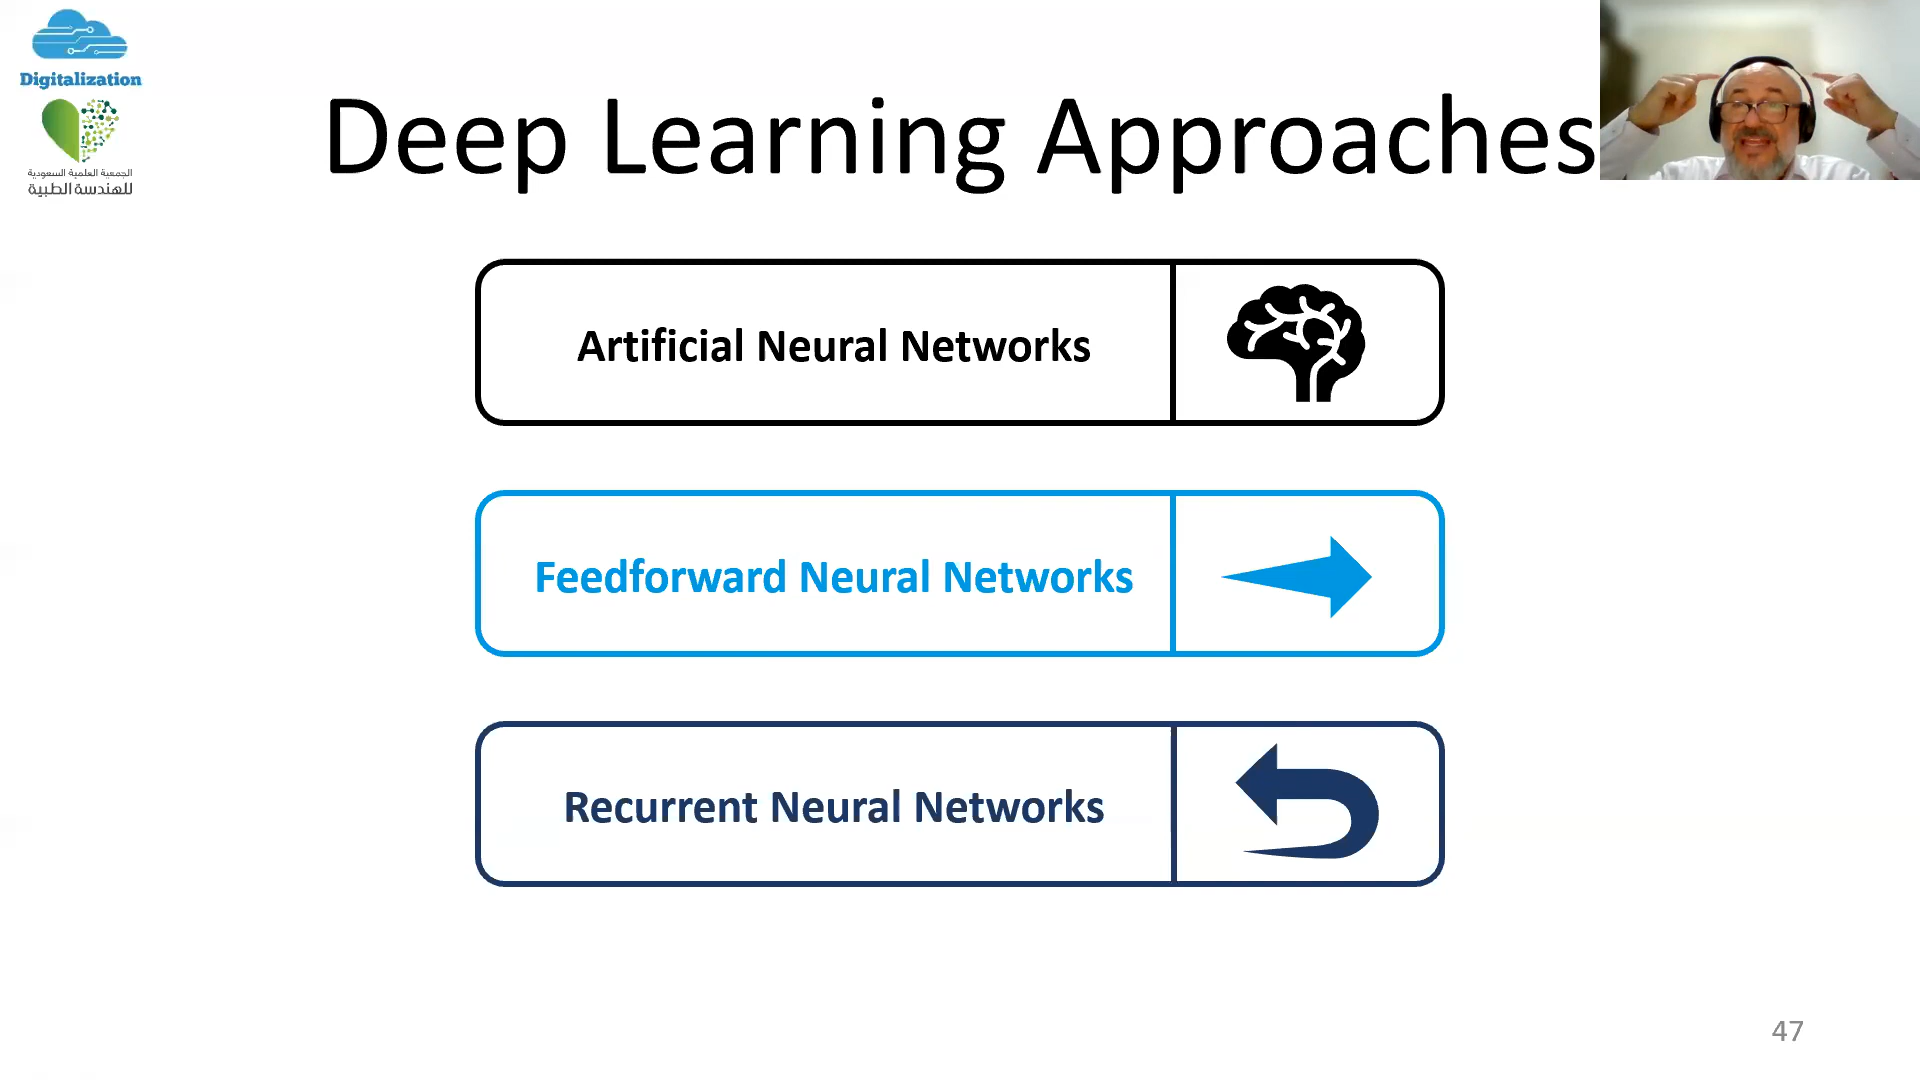 Digitalization
الجمعية العلمية السعودية
للهندسة الطبية
Deep Learning Approaches
Artificial Neural Networks
Feedforward Neural Networks
Recurrent Neural Networks
47